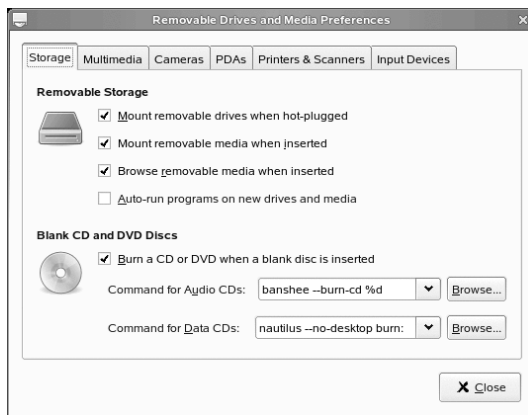 Removable Drives and Media Preferences
Storage Multimedia Cameras PDAs Printers & Scanners Input Devices
Removable Storage
Mount removable drives when hot-plugged
Mount removable media when inserted
Browse removable media when inserted
Auto-run programs on new drives and media
Blank CD and DVD Discs
Burn a CD or DVD when a blank disc is inserted
Command for Audio CDs: banshee --burn-cd %d Browse...
Command for Data CDs: nautilus --no-desktop burn: Browse...
Close